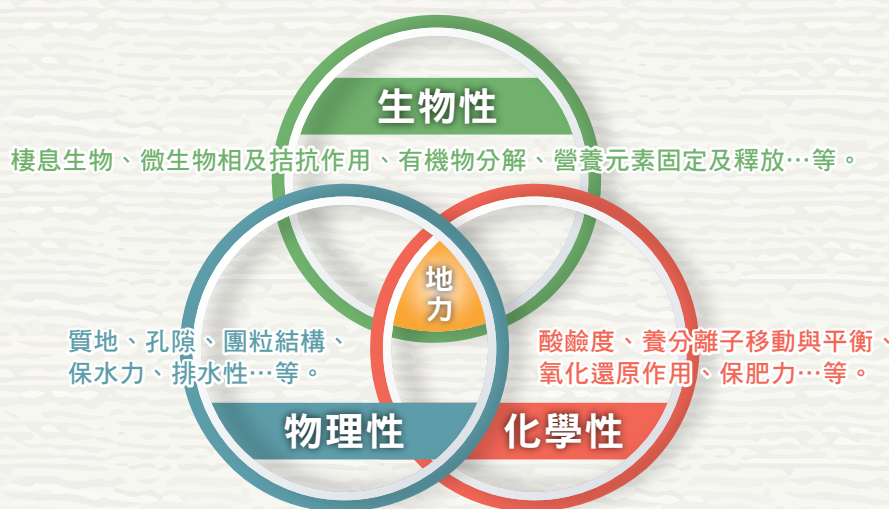 生物性
棲息生物、微生物相及拮抗作用、有機物分解、營養元素固定及釋放…等。
地
力
質地、孔隙、團粒結構、
保水力、排水性…等。
酸鹼度、養分離子移動與平衡、
氧化還原作用、保肥力…等。
物理性
化學性